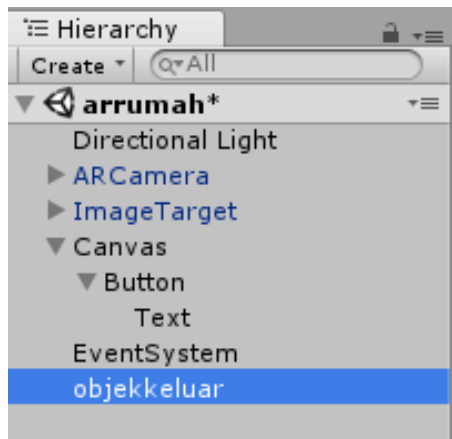 Hierarchy
Create All
arrumah*
Directional Light
ARCamera
ImageTarget
Canvas
Button
Text
EventSystem
objekkeluar